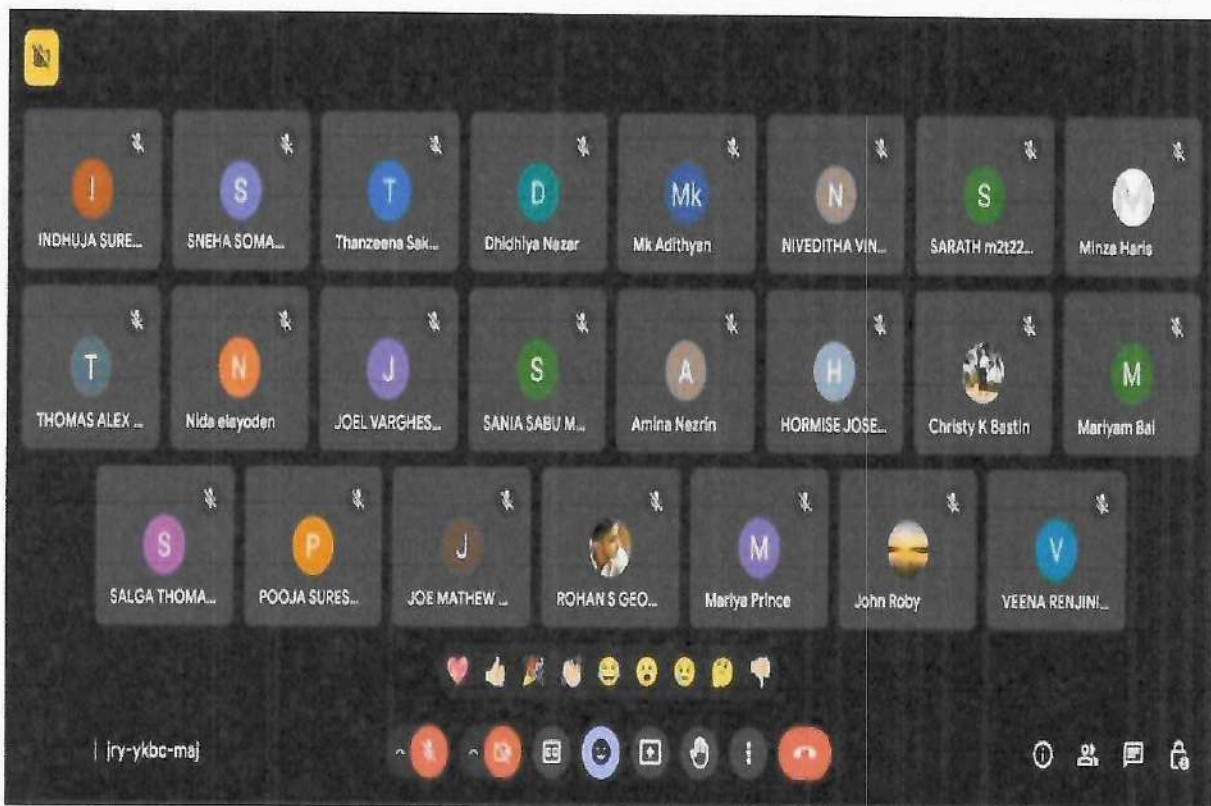 I S T D Mk N S M
INDHUJA SURE... SNEHA SOMA... Thanzeena Sak... Dhidhiya Nazar Mk Adithyan NIVEDITHA VIN... SARATH m2t22... Minza Haris
T N J S A H M
THOMAS ALEX ... Nida elayoden JOEL VARGHES... SANIA SABU M... Amina Nazrin HORMISE JOSE... Christy K Bastin Mariyam Bai
S P J M V
SALGA THOMA... POOJA SURES... JOE MATHEW ... ROHAN S GEO... Mariya Prince John Roby VEENA RENJINI...
| jry-ykbc-maj